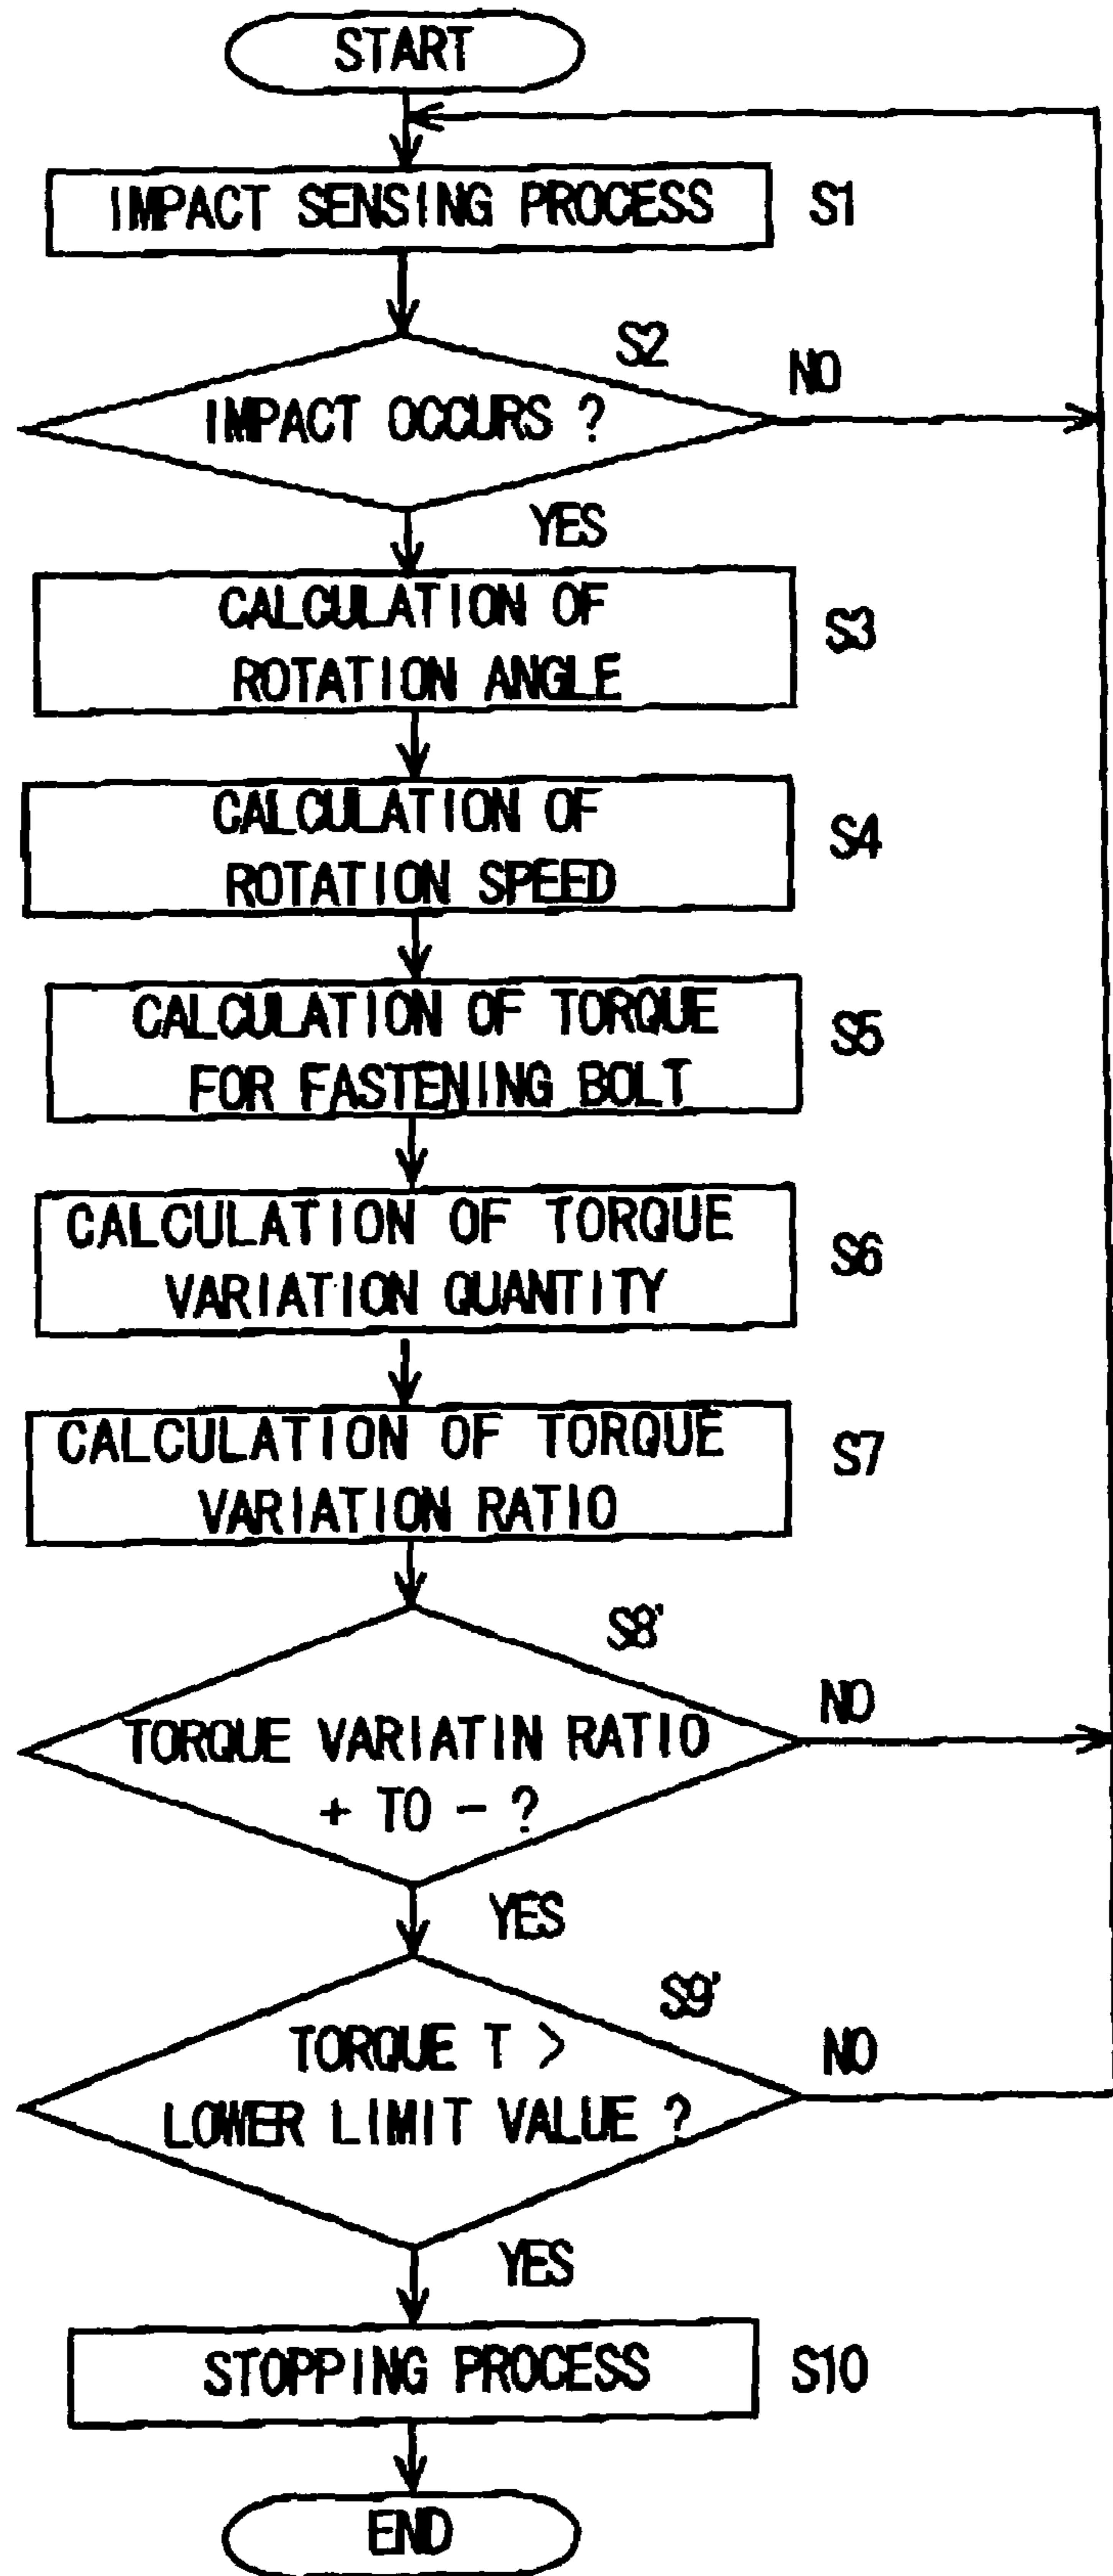 START
IMPACT SENSING PROCESS S1
S2
NO
IMPACT OCCURS ?
YES
CALCULATION OF
ROTATION ANGLE
S3
CALCULATION OF
ROTATION SPEED
S4
CALCULATION OF TORQUE
FOR FASTENING BOLT
S5
CALCULATION OF TORQUE
VARIATION QUANTITY
S6
CALCULATION OF TORQUE
VARIATION RATIO
S7
S8'
NO
TORQUE VARIATIN RATIO
+ TO - ?
YES
S9'
NO
TORQUE T >
LOWER LIMIT VALUE ?
YES
STOPPING PROCESS S10
END